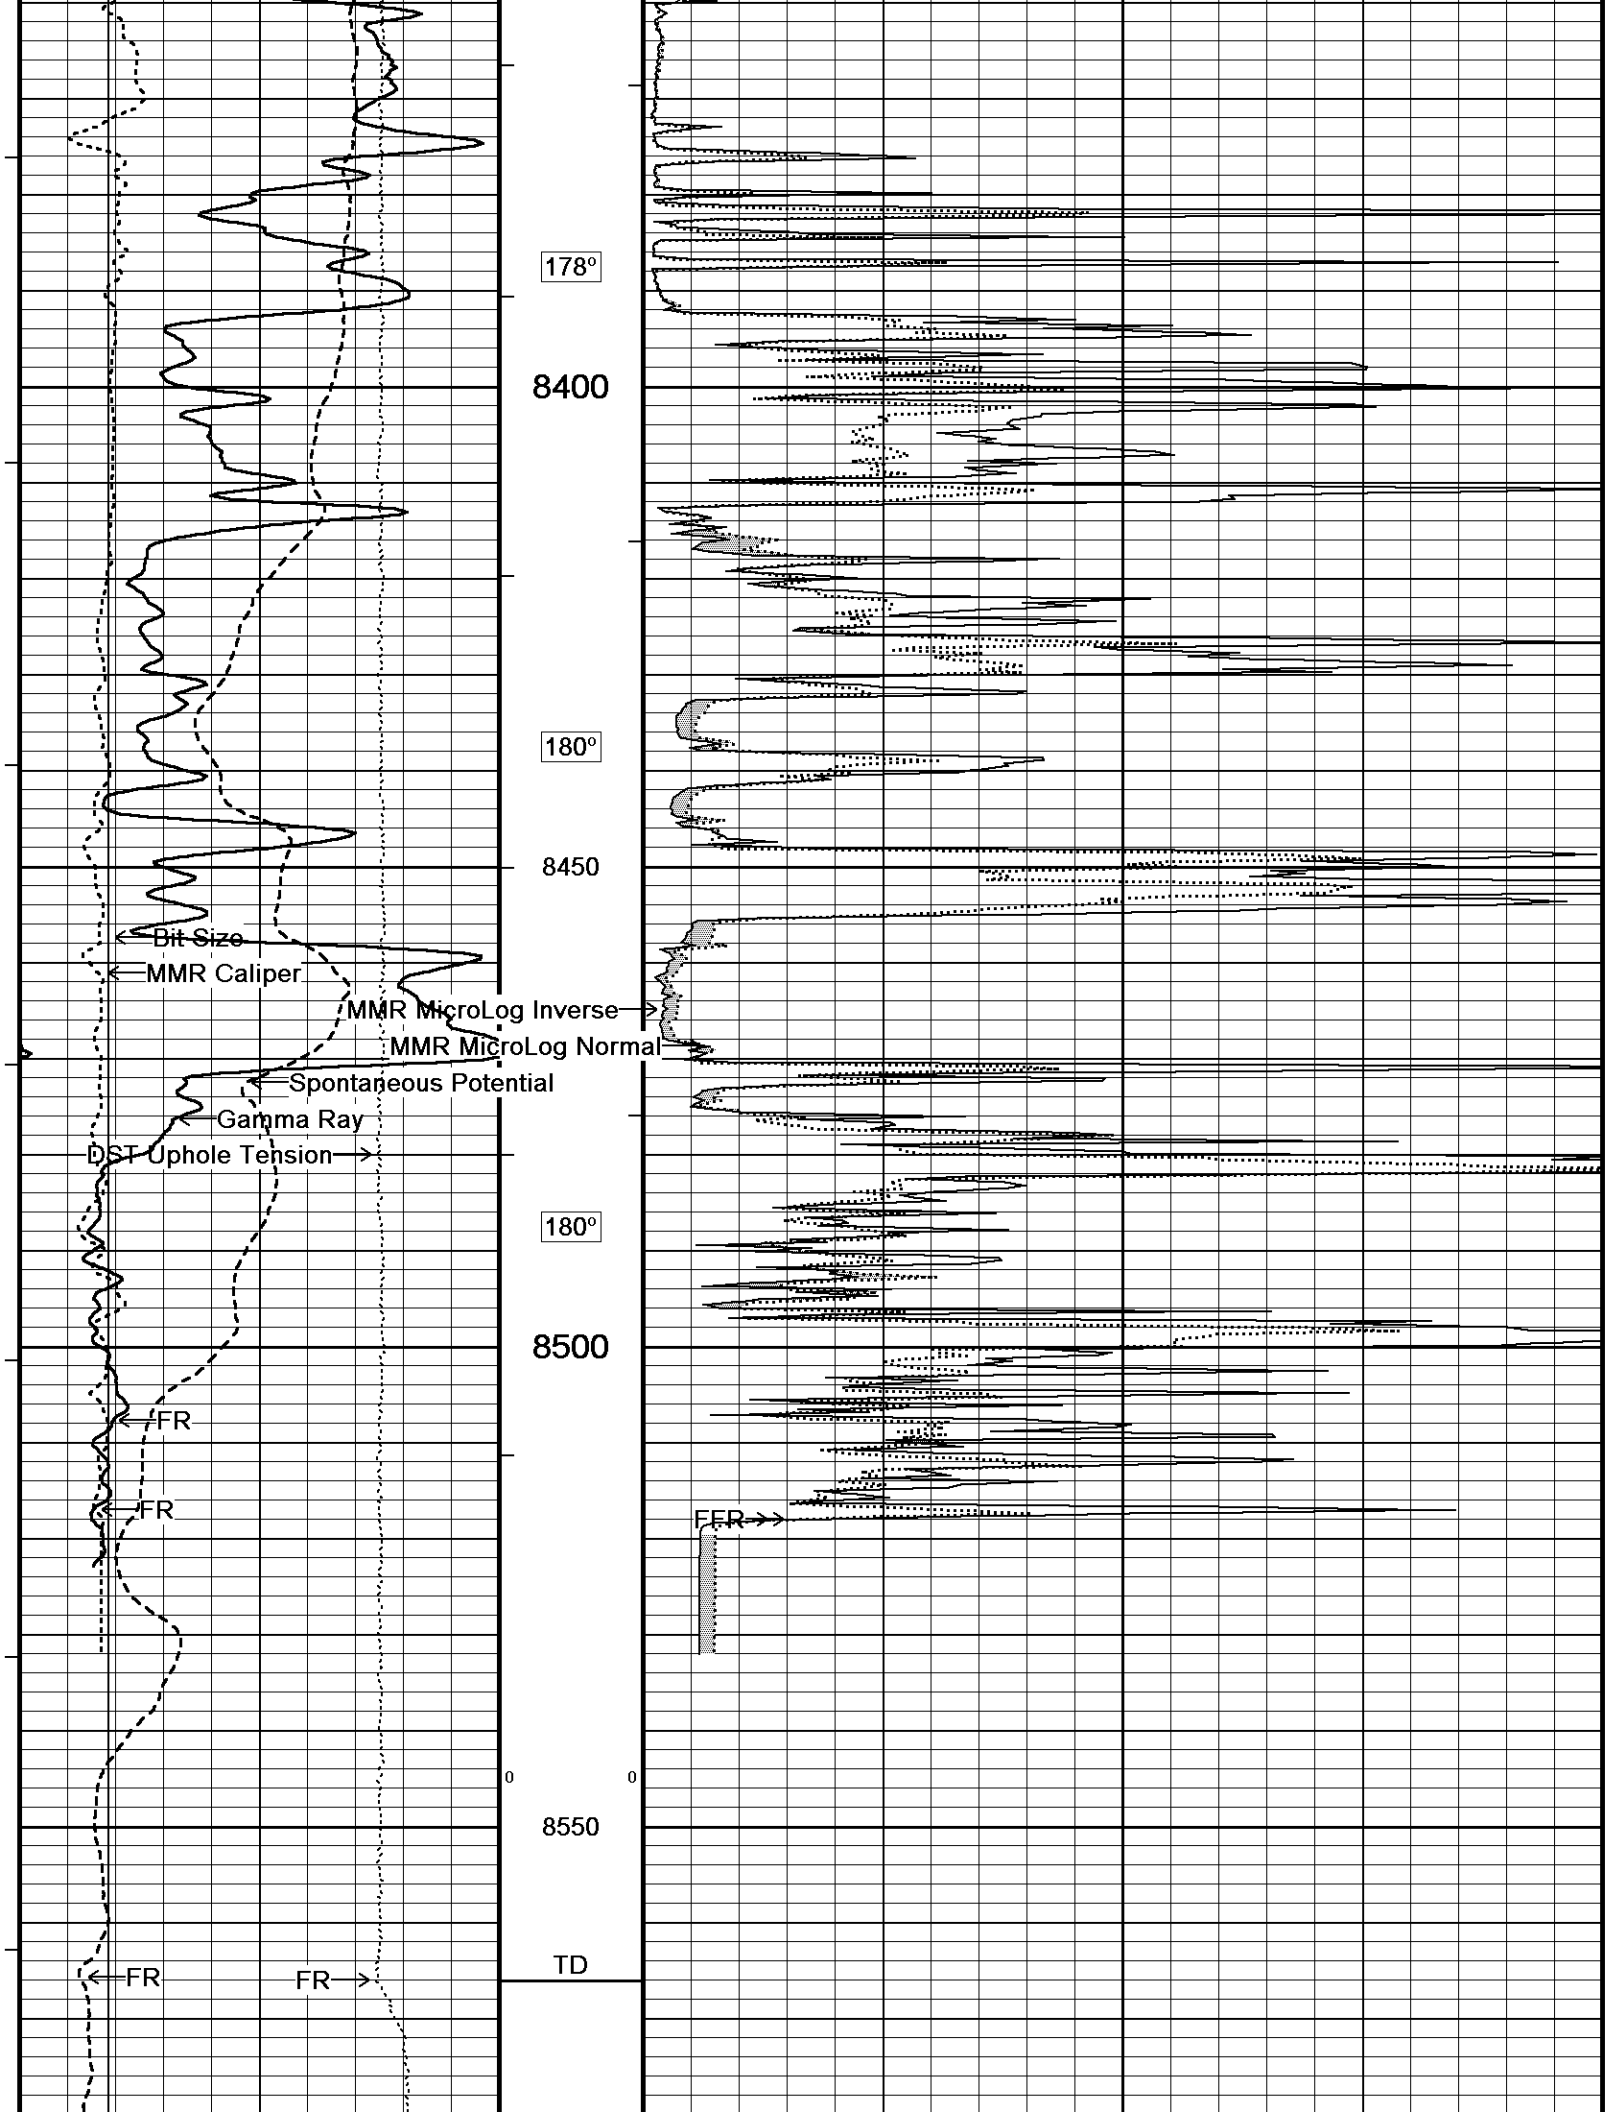 178°
8400
180°
8450
Bit Size
MMR Caliper
MMR MicroLog Inverse
MMR MicroLog Normal
Spontaneous Potential
Gamma Ray
DST Uphole Tension
180°
8500
FR
FR
FFR
0 0
8550
TD
FR FR